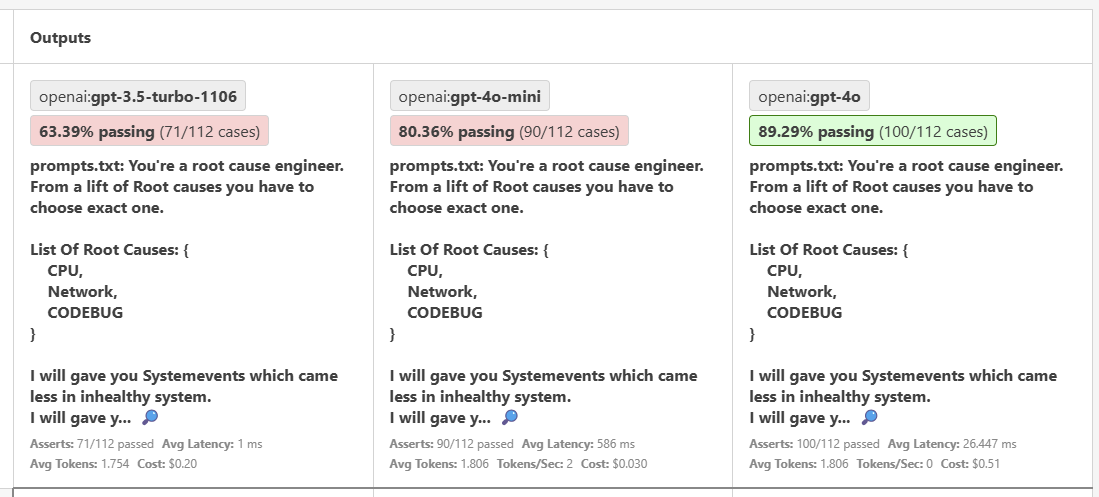 Outputs
openai:gpt-3.5-turbo-1106
63.39% passing (71/112 cases)
prompts.txt: You're a root cause engineer.
From a lift of Root causes you have to
choose exact one.
List Of Root Causes: {
CPU,
Network,
CODEBUG
}
I will gave you Systemevents which came
less in inhealthy system.
I will gave y...
Asserts: 71/112 passed Avg Latency: 1 ms
Avg Tokens: 1.754 Cost: $0.20
openai:gpt-4o-mini
80.36% passing (90/112 cases)
prompts.txt: You're a root cause engineer.
From a lift of Root causes you have to
choose exact one.
List Of Root Causes: {
CPU,
Network,
CODEBUG
}
I will gave you Systemevents which came
less in inhealthy system.
I will gave y...
Asserts: 90/112 passed Avg Latency: 586 ms
Avg Tokens: 1.806 Tokens/Sec: 2 Cost: $0.030
openai:gpt-4o
89.29% passing (100/112 cases)
prompts.txt: You're a root cause engineer.
From a lift of Root causes you have to
choose exact one.
List Of Root Causes: {
CPU,
Network,
CODEBUG
}
I will gave you Systemevents which came
less in inhealthy system.
I will gave y...
Asserts: 100/112 passed Avg Latency: 26.447 ms
Avg Tokens: 1.806 Tokens/Sec: 0 Cost: $0.51